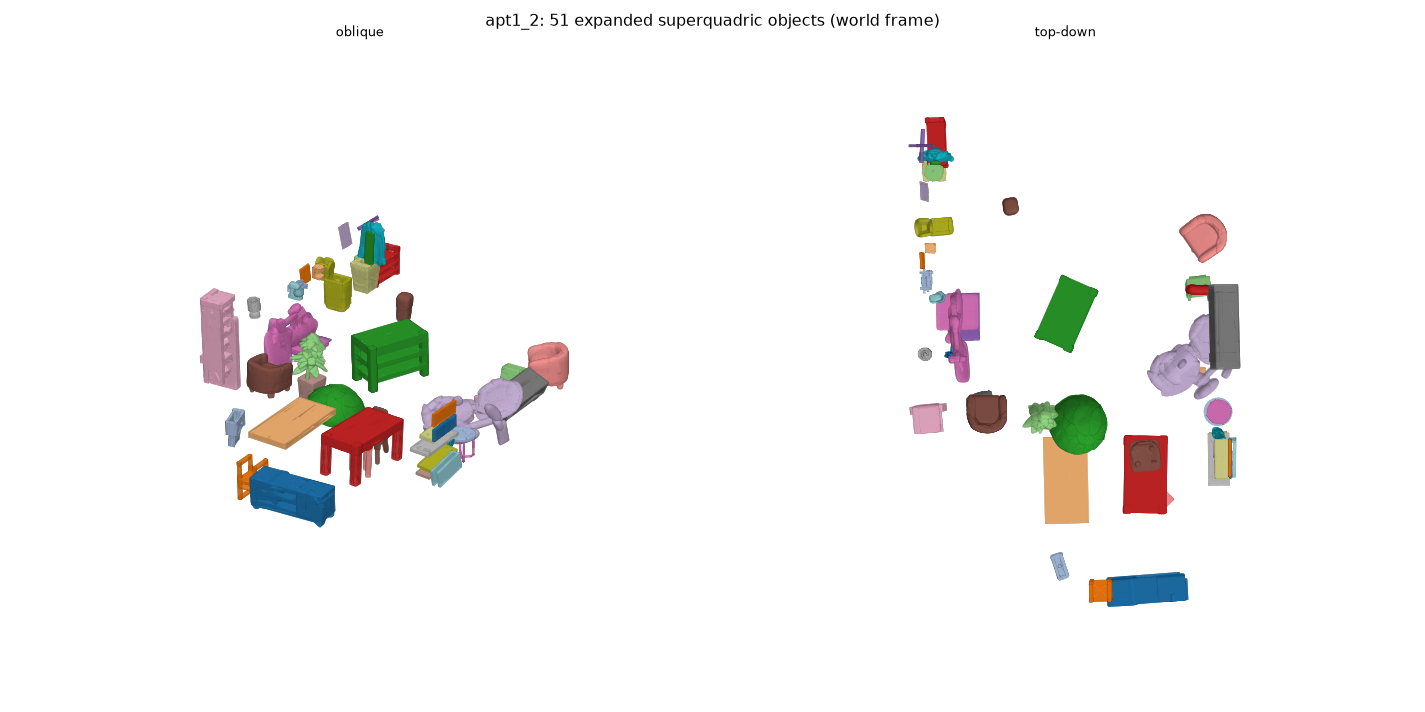 apt1_2: 51 expanded superquadric objects (world frame)
oblique
top-down